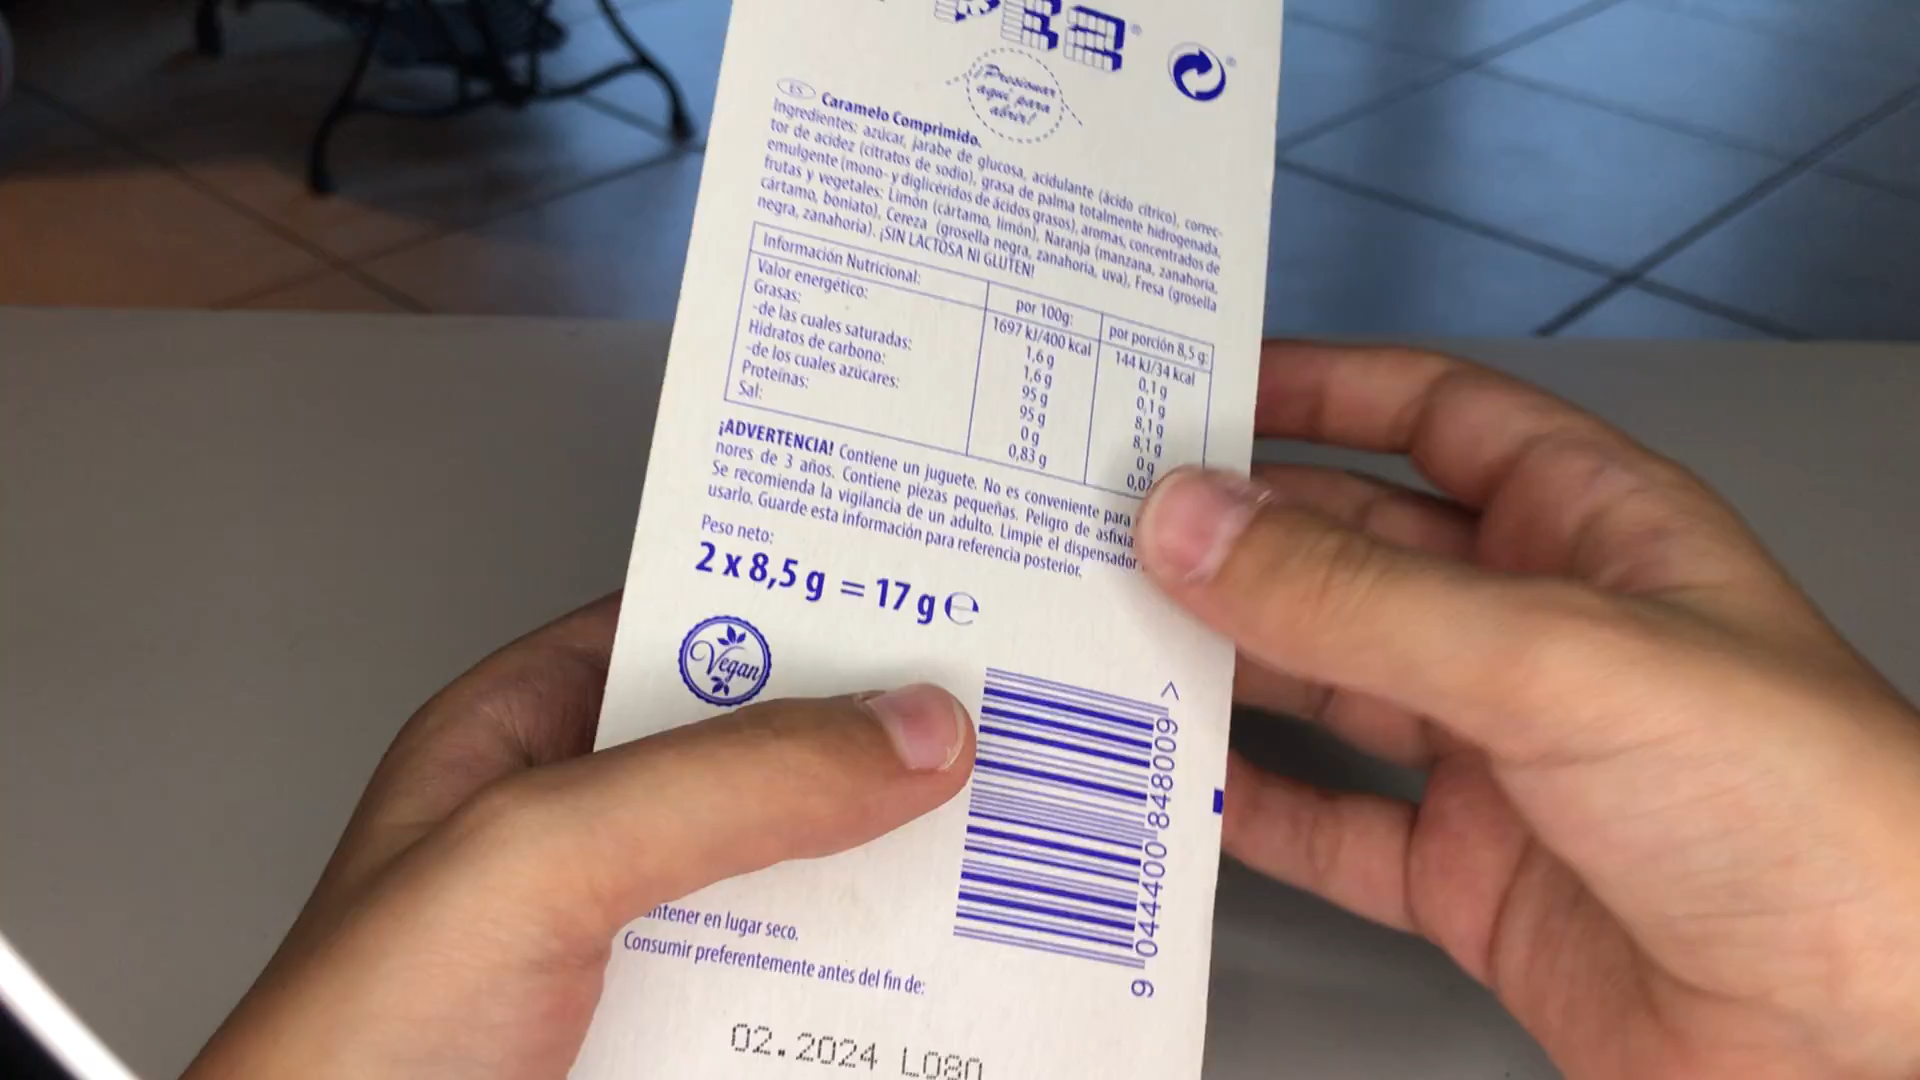 PEZ
¡Presionar
aquí para
abrir!
ES Caramelo Comprimido.
Ingredientes: azúcar, jarabe de glucosa, acidulante (ácido cítrico), correc-
tor de acidez (citratos de sodio), grasa de palma totalmente hidrogenada,
emulgente (mono- y diglicéridos de ácidos grasos), aromas, concentrados de
frutas y vegetales: Limón (cártamo, limón), Naranja (manzana, zanahoria,
cártamo, boniato), Cereza (grosella negra, zanahoria, uva), Fresa (grosella
negra, zanahoria). ¡SIN LACTOSA NI GLUTEN!
Información Nutricional: por 100g: por porción 8,5 g:
Valor energético: 1697 kJ/400 kcal 144 kJ/34 kcal
Grasas: 1,6 g 0,1 g
-de las cuales saturadas: 1,6 g 0,1 g
Hidratos de carbono: 95 g 8,1 g
-de los cuales azúcares: 95 g 8,1 g
Proteínas: 0 g 0 g
Sal: 0,83 g 0,07
¡ADVERTENCIA! Contiene un juguete. No es conveniente para
nores de 3 años. Contiene piezas pequeñas. Peligro de asfixia
Se recomienda la vigilancia de un adulto. Limpie el dispensador
usarlo. Guarde esta información para referencia posterior.
Peso neto:
2 x 8,5 g = 17 g ℮
Vegan
9 044400 848009 >
ntener en lugar seco.
Consumir preferentemente antes del fin de:
02.2024 L080